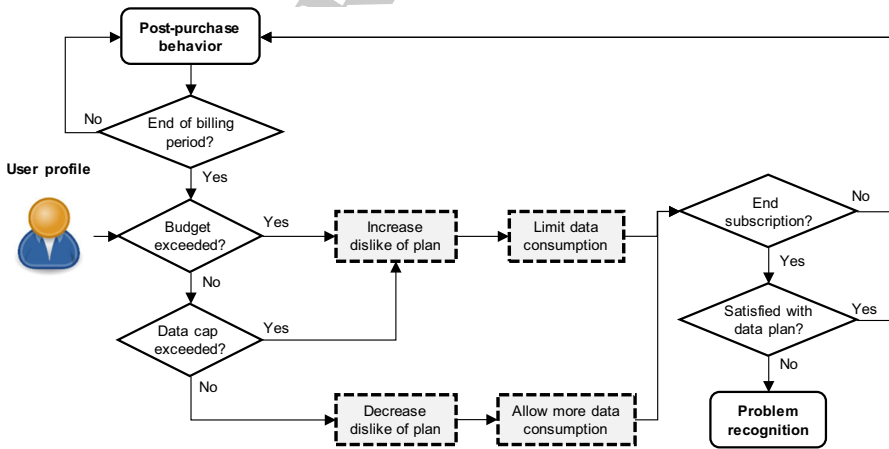 Post-purchase
behavior
No
End of billing
period?
User profile
Yes
Budget
exceeded?
Yes
Increase
dislike of plan
Limit data
consumption
End
subscription?
No
No
Yes
Data cap
exceeded?
Yes
Satisfied with
data plan?
Yes
No
No
Decrease
dislike of plan
Allow more data
consumption
Problem
recognition